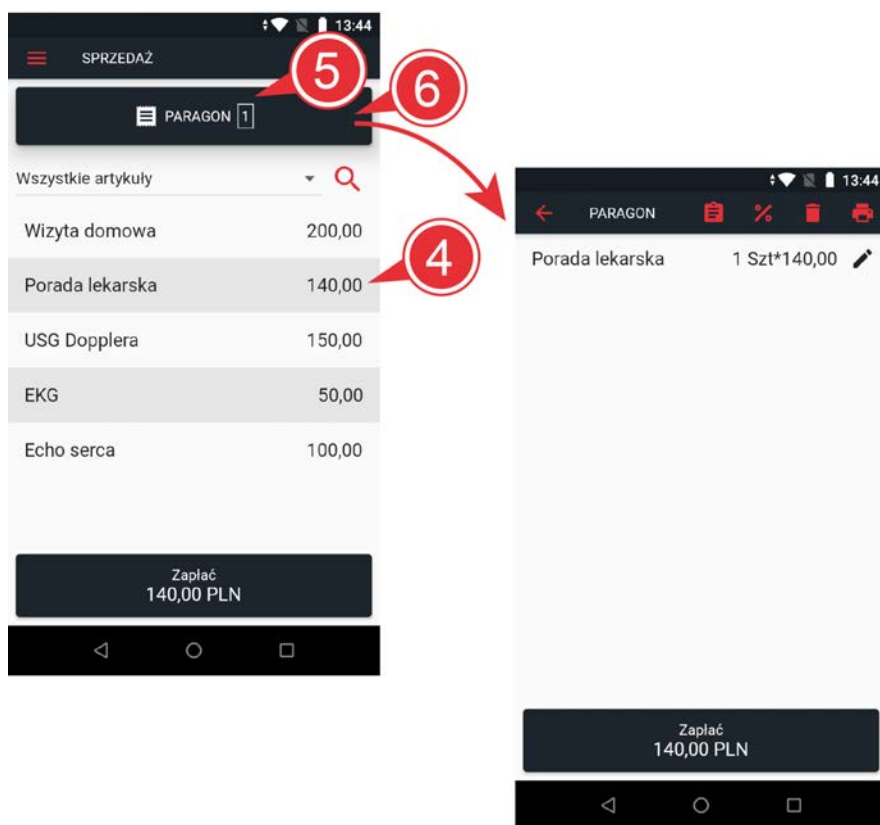 13:44
SPRZEDAŻ
5
6
PARAGON 1
Wszystkie artykuły
Wizyta domowa 200,00
Porada lekarska 140,00
4
USG Dopplera 150,00
EKG 50,00
Echo serca 100,00
Zapłać
140,00 PLN
13:44
PARAGON %
Porada lekarska 1 Szt*140,00
Zapłać
140,00 PLN